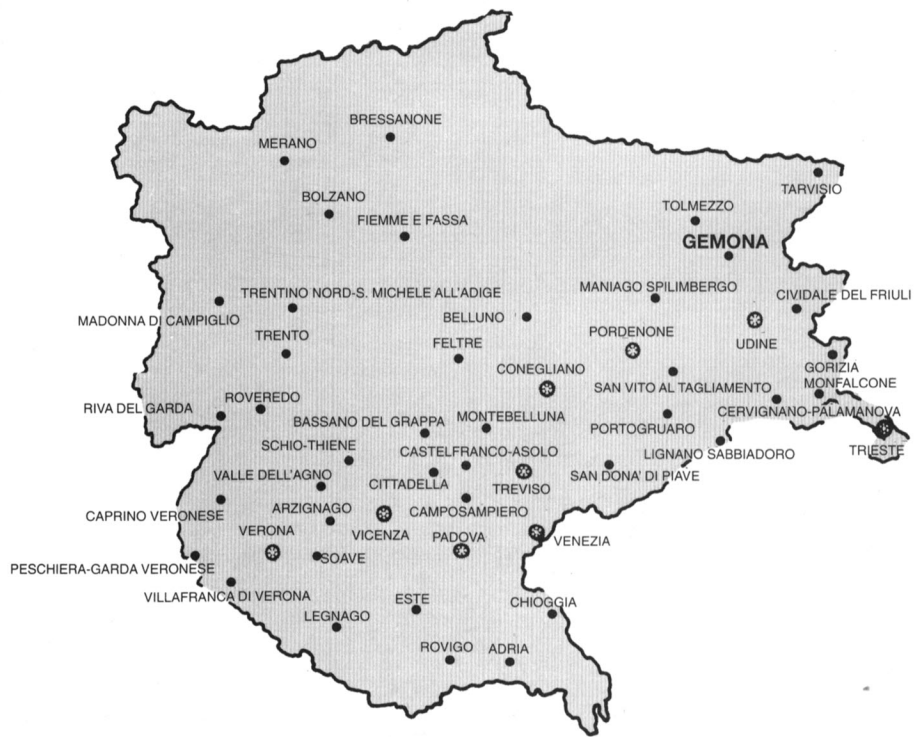 BRESSANONE
MERANO
TARVISIO
BOLZANO
TOLMEZZO
FIEMME E FASSA
GEMONA
MANIAGO SPILIMBERGO
TRENTINO NORD-S. MICHELE ALL'ADIGE
CIVIDALE DEL FRIULI
MADONNA DI CAMPIGLIO
BELLUNO
PORDENONE
TRENTO
UDINE
FELTRE
CONEGLIANO
GORIZIA
SAN VITO AL TAGLIAMENTO
MONFALCONE
ROVEREDO
RIVA DEL GARDA
CERVIGNANO-PALAMANOVA
MONTEBELLUNA
BASSANO DEL GRAPPA
PORTOGRUARO
SCHIO-THIENE
CASTELFRANCO-ASOLO
TRIESTE
LIGNANO SABBIADORO
VALLE DELL'AGNO
SAN DONA' DI PIAVE
CITTADELLA
TREVISO
ARZIGNAGO
CAMPOSAMPIERO
CAPRINO VERONESE
VERONA
VICENZA
PADOVA
VENEZIA
SOAVE
PESCHIERA-GARDA VERONESE
VILLAFRANCA DI VERONA
ESTE
CHIOGGIA
LEGNAGO
ROVIGO
ADRIA